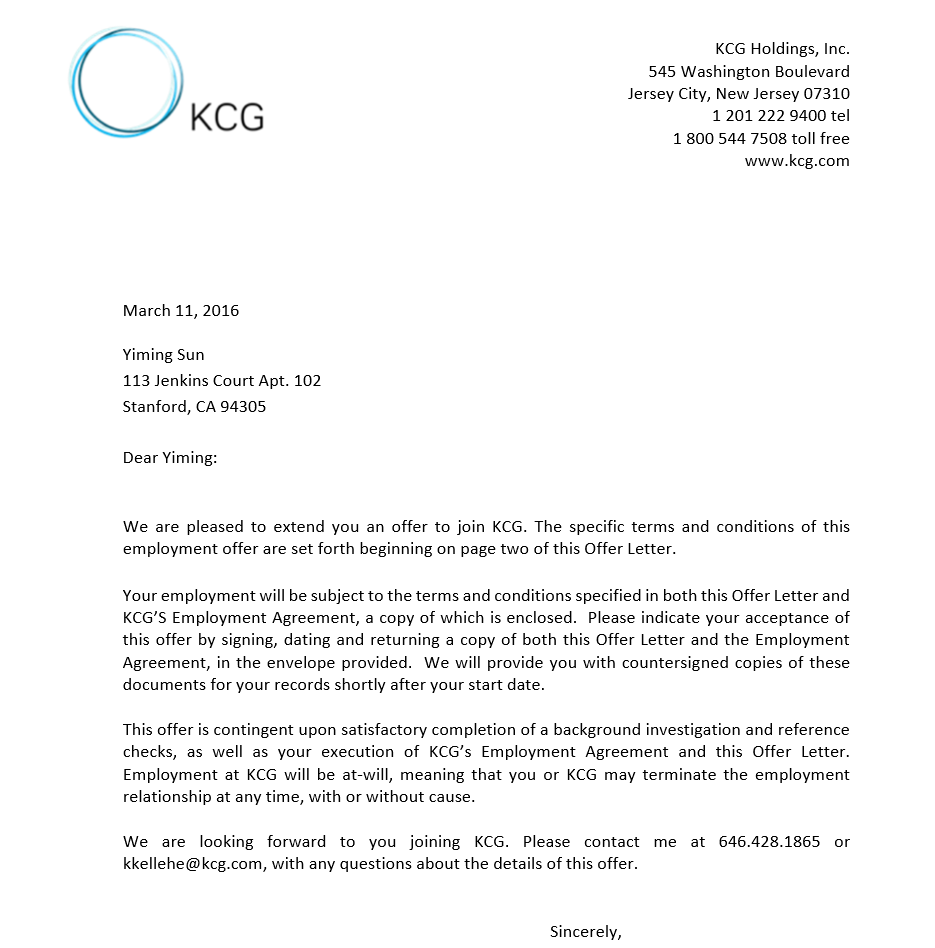 KCG
KCG Holdings, Inc.
545 Washington Boulevard
Jersey City, New Jersey 07310
1 201 222 9400 tel
1 800 544 7508 toll free
www.kcg.com
March 11, 2016
Yiming Sun
113 Jenkins Court Apt. 102
Stanford, CA 94305
Dear Yiming:
We are pleased to extend you an offer to join KCG. The specific terms and conditions of this
employment offer are set forth beginning on page two of this Offer Letter.
Your employment will be subject to the terms and conditions specified in both this Offer Letter and
KCG’S Employment Agreement, a copy of which is enclosed.  Please indicate your acceptance of
this offer by signing, dating and returning a copy of both this Offer Letter and the Employment
Agreement, in the envelope provided.  We will provide you with countersigned copies of these
documents for your records shortly after your start date.
This offer is contingent upon satisfactory completion of a background investigation and reference
checks, as well as your execution of KCG’s Employment Agreement and this Offer Letter.
Employment at KCG will be at-will, meaning that you or KCG may terminate the employment
relationship at any time, with or without cause.
We are looking forward to you joining KCG. Please contact me at 646.428.1865 or
kkellehe@kcg.com, with any questions about the details of this offer.
Sincerely,